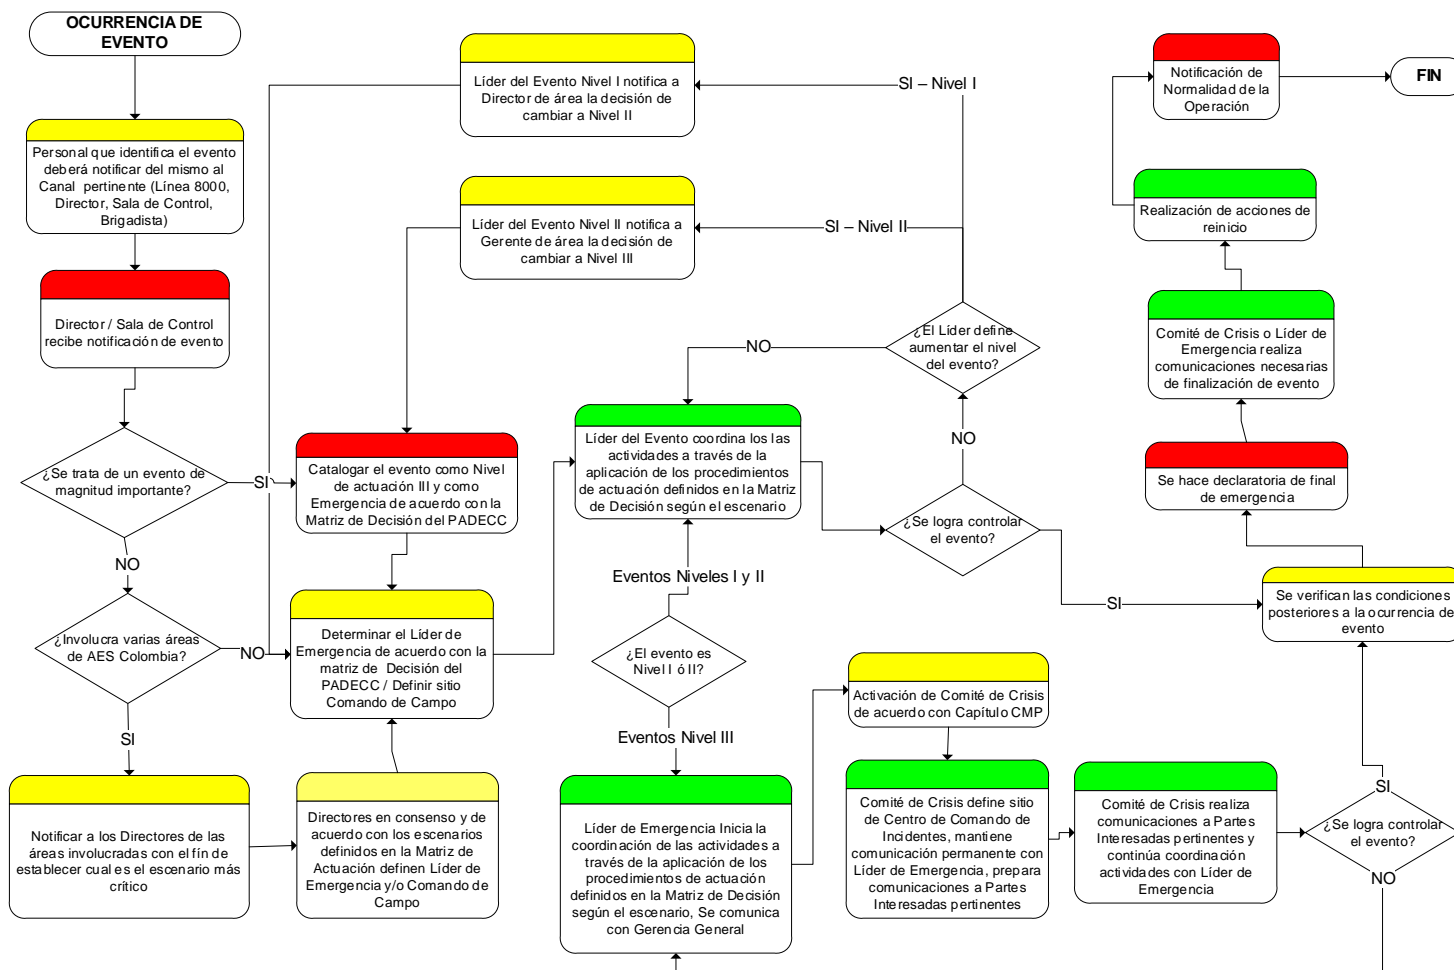 OCURRENCIA DE
EVENTO
Personal que identifica el evento
deberá notificar del mismo al
Canal pertinente (Línea 8000,
Director, Sala de Control,
Brigadista)
Director / Sala de Control
recibe notificación de evento
¿Se trata de un evento de
magnitud importante?
SI
NO
¿Involucra varias áreas
de AES Colombia?
NO
SI
Notificar a los Directores de las
áreas involucradas con el fín de
establecer cual es el escenario más
crítico
Directores en consenso y de
acuerdo con los escenarios
definidos en la Matriz de
Actuación definen Líder de
Emergencia y/o Comando de
Campo
Catalogar el evento como Nivel
de actuación III y como
Emergencia de acuerdo con la
Matriz de Decisión del PADECC
Determinar el Líder de
Emergencia de acuerdo con la
matriz de Decisión del
PADECC / Definir sitio
Comando de Campo
Líder del Evento Nivel I notifica a
Director de área la decisión de
cambiar a Nivel II
SI – Nivel I
Líder del Evento Nivel II notifica a
Gerente de área la decisión de
cambiar a Nivel III
SI – Nivel II
¿El Líder define
aumentar el nivel
del evento?
NO
Líder del Evento coordina los las
actividades a través de la
aplicación de los procedimientos
de actuación definidos en la Matriz
de Decisión según el escenario
NO
¿Se logra controlar
el evento?
SI
Eventos Niveles I y II
¿El evento es
Nivel I ó II?
Eventos Nivel III
Líder de Emergencia Inicia la
coordinación de las actividades a
través de la aplicación de los
procedimientos de actuación
definidos en la Matriz de Decisión
según el escenario, Se comunica
con Gerencia General
Activación de Comité de Crisis
de acuerdo con Capítulo CMP
Comité de Crisis define sitio
de Centro de Comando de
Incidentes, mantiene
comunicación permanente con
Líder de Emergencia, prepara
comunicaciones a Partes
Interesadas pertinentes
Comité de Crisis realiza
comunicaciones a Partes
Interesadas pertinentes y
continúa coordinación
actividades con Líder de
Emergencia
¿Se logra controlar
el evento?
SI
NO
Se verifican las condiciones
posteriores a la ocurrencia de
evento
Se hace declaratoria de final
de emergencia
Comité de Crisis o Líder de
Emergencia realiza
comunicaciones necesarias
de finalización de evento
Realización de acciones de
reinicio
Notificación de
Normalidad de la
Operación
FIN